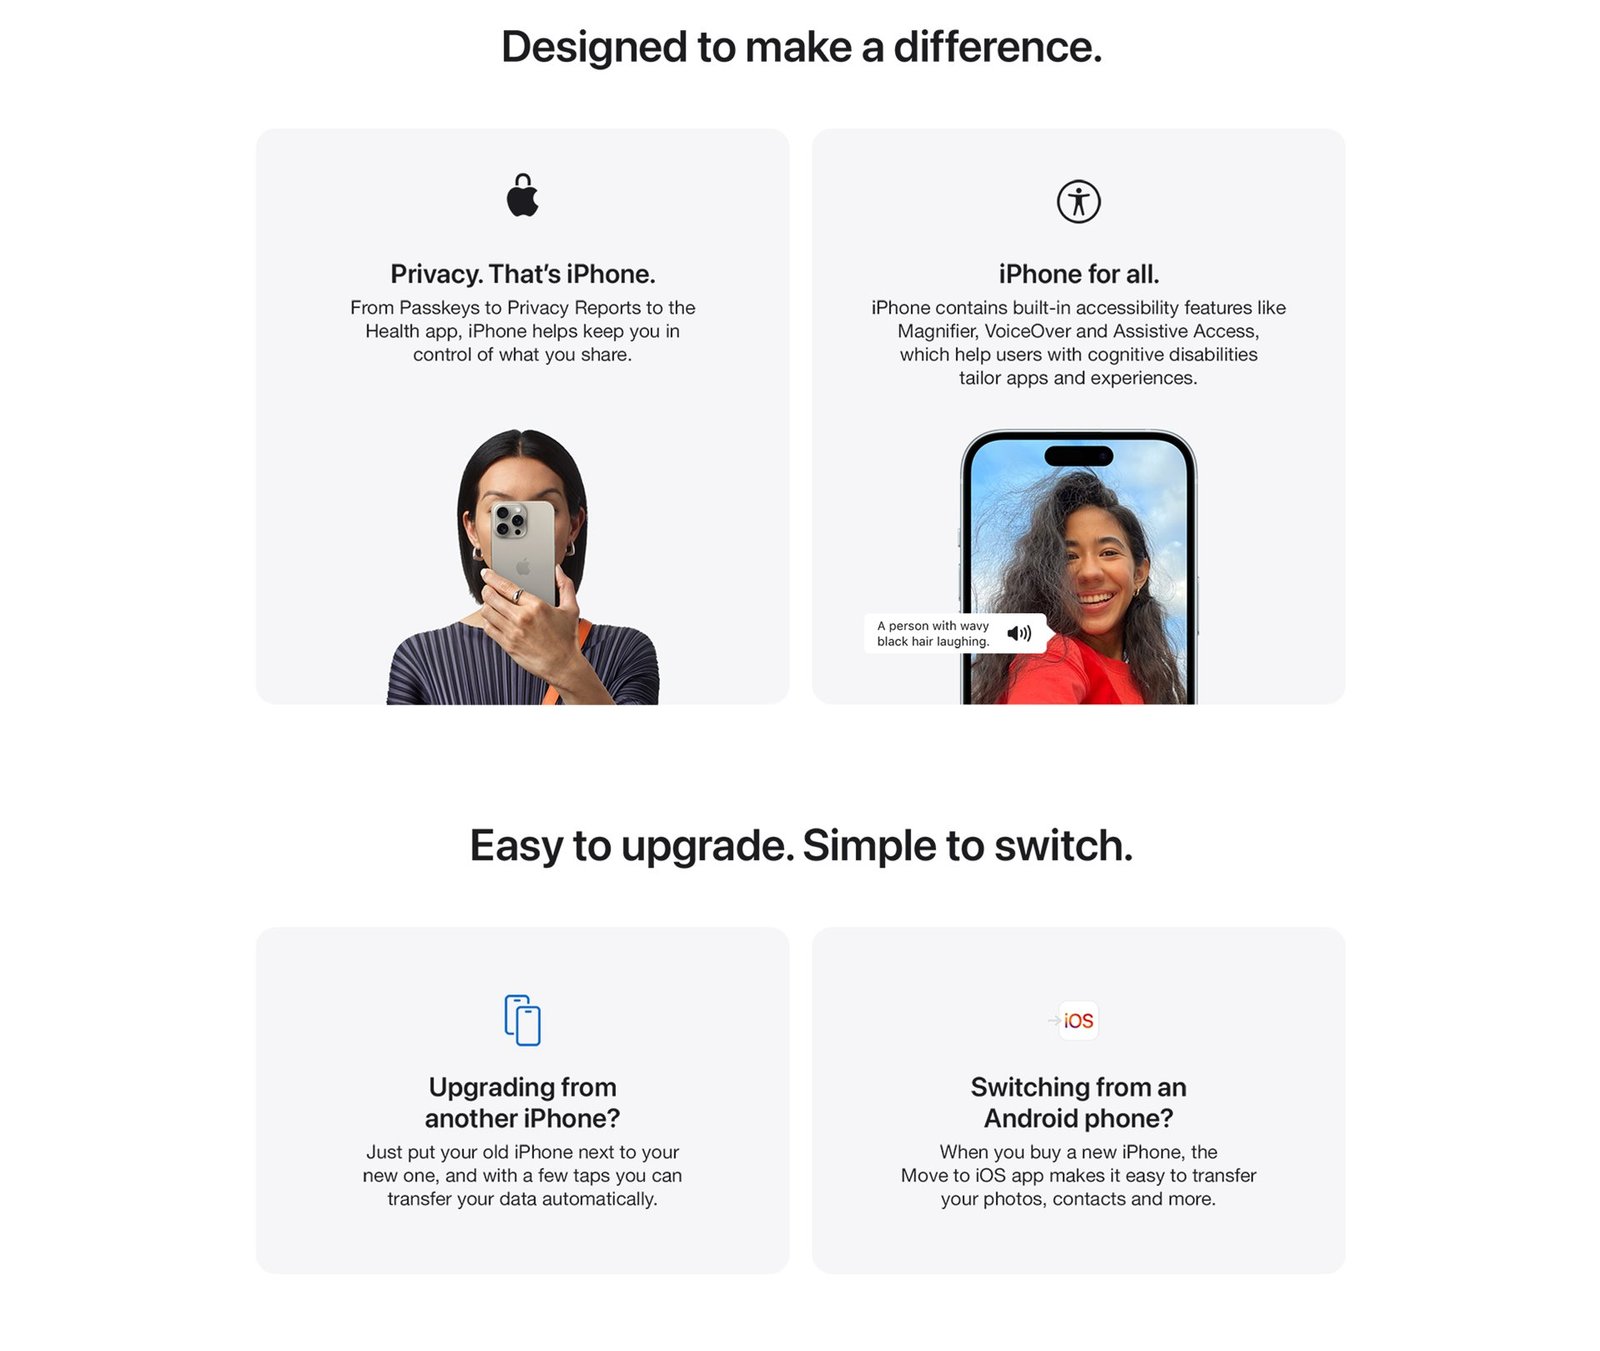 Designed to make a difference.
Privacy. That’s iPhone.
From Passkeys to Privacy Reports to the
Health app, iPhone helps keep you in
control of what you share.
iPhone for all.
iPhone contains built-in accessibility features like
Magnifier, VoiceOver and Assistive Access,
which help users with cognitive disabilities
tailor apps and experiences.
A person with wavy
black hair laughing.
Easy to upgrade. Simple to switch.
Upgrading from
another iPhone?
Just put your old iPhone next to your
new one, and with a few taps you can
transfer your data automatically.
iOS
Switching from an
Android phone?
When you buy a new iPhone, the
Move to iOS app makes it easy to transfer
your photos, contacts and more.